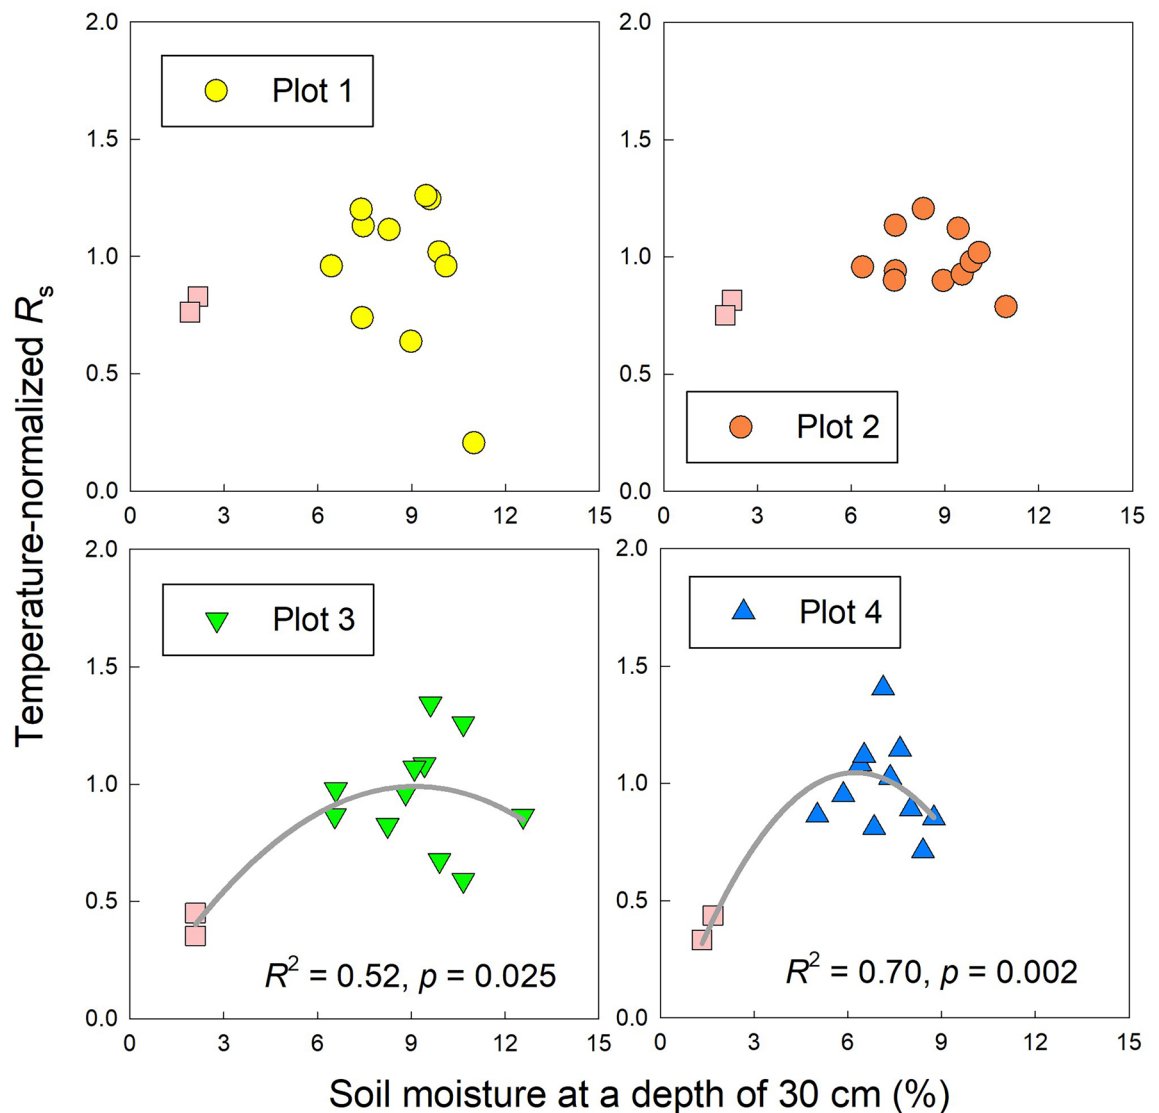 2.0
Plot 1
1.5
1.0
0.5
0.0
0 3 6 9 12 15
2.0
1.5
1.0
0.5
Plot 2
0.0
0 3 6 9 12 15
2.0
Plot 3
1.5
1.0
0.5
R² = 0.52, p = 0.025
0.0
0 3 6 9 12 15
2.0
Plot 4
1.5
1.0
0.5
R² = 0.70, p = 0.002
0.0
0 3 6 9 12 15
Temperature-normalized Rs
Soil moisture at a depth of 30 cm (%)